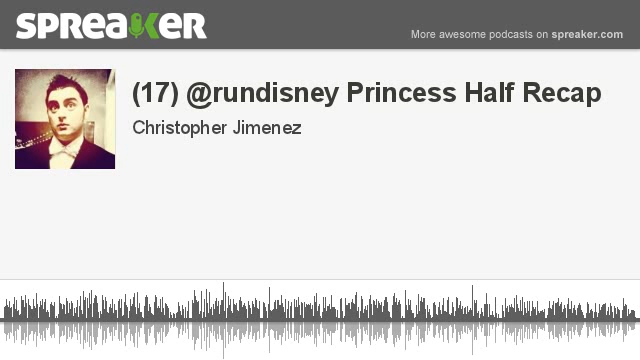 SPREAKER
More awesome podcasts on spreaker.com
(17) @rundisney Princess Half Recap
Christopher Jimenez